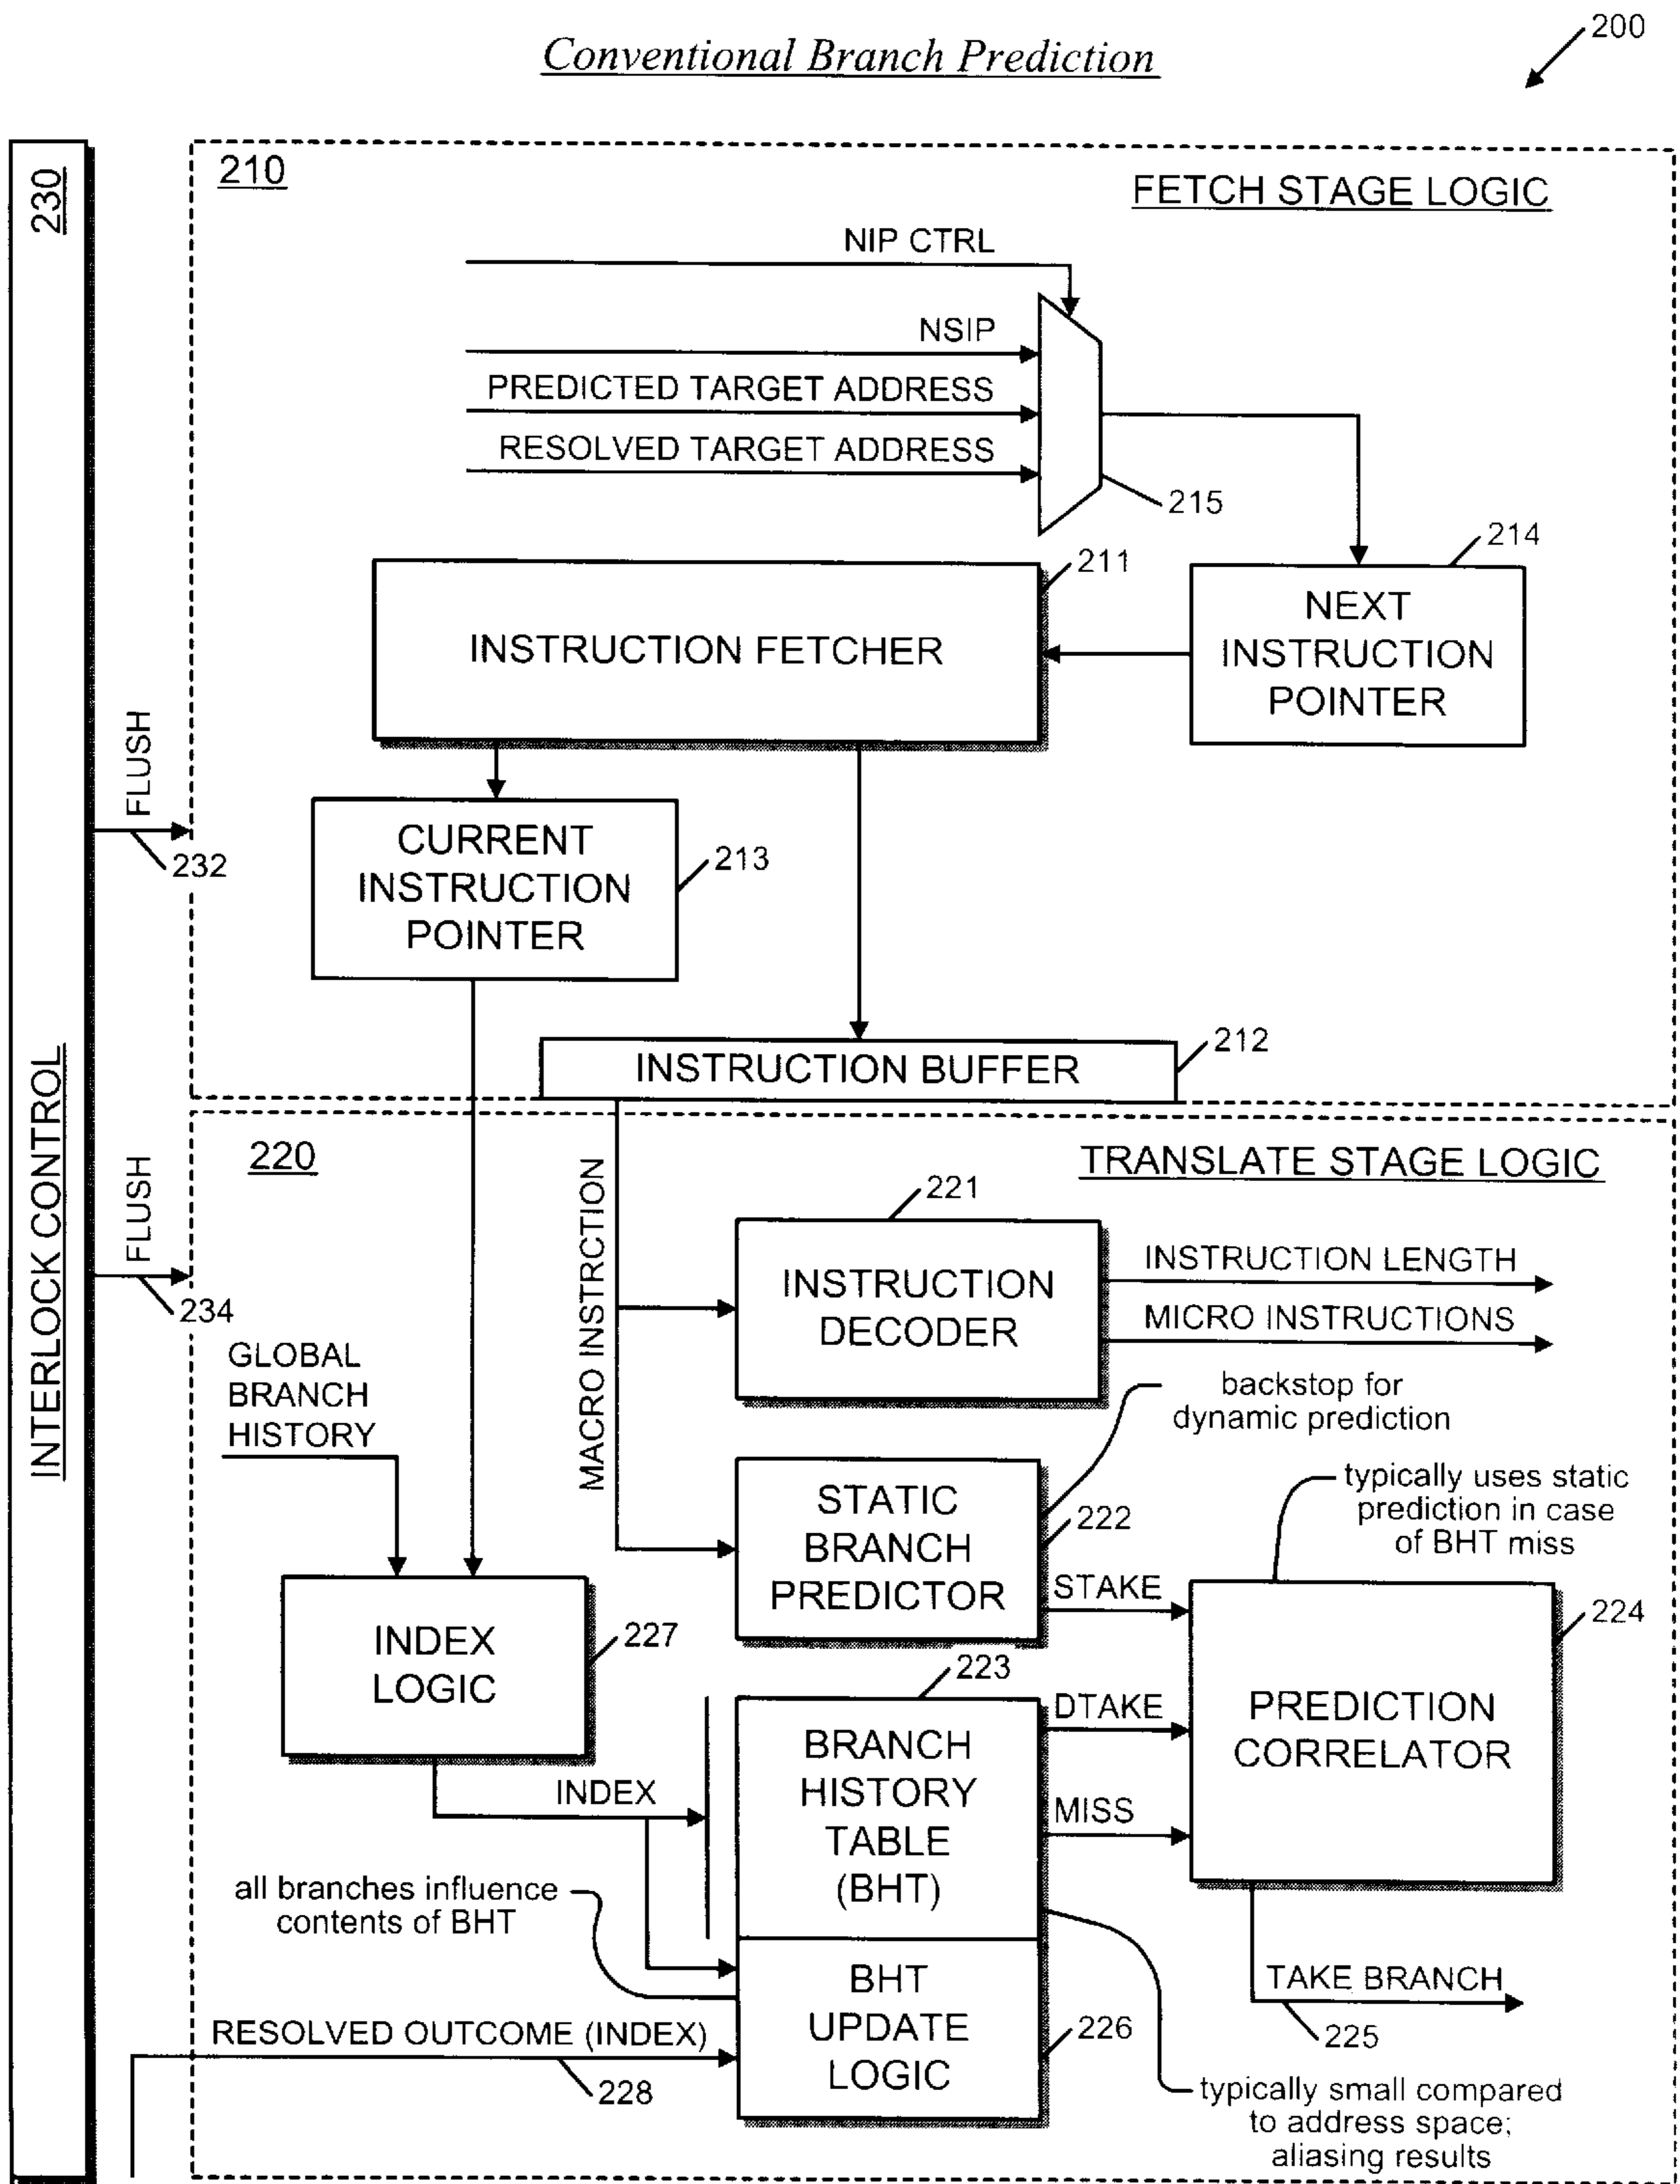 Conventional Branch Prediction
200
230
INTERLOCK CONTROL
210
FETCH STAGE LOGIC
NIP CTRL
NSIP
PREDICTED TARGET ADDRESS
RESOLVED TARGET ADDRESS
215
214
211
INSTRUCTION FETCHER
NEXT
INSTRUCTION
POINTER
FLUSH
232
CURRENT
INSTRUCTION
POINTER
213
212
INSTRUCTION BUFFER
220
TRANSLATE STAGE LOGIC
FLUSH
234
MACRO INSTRCTION
221
INSTRUCTION
DECODER
INSTRUCTION LENGTH
MICRO INSTRUCTIONS
GLOBAL
BRANCH
HISTORY
backstop for
dynamic prediction
STATIC
BRANCH
PREDICTOR
222
typically uses static
prediction in case
of BHT miss
STAKE
224
INDEX
LOGIC
227
223
BRANCH
HISTORY
TABLE
(BHT)
DTAKE
MISS
PREDICTION
CORRELATOR
INDEX
all branches influence
contents of BHT
BHT
UPDATE
LOGIC
226
TAKE BRANCH
225
RESOLVED OUTCOME (INDEX)
228
typically small compared
to address space;
aliasing results